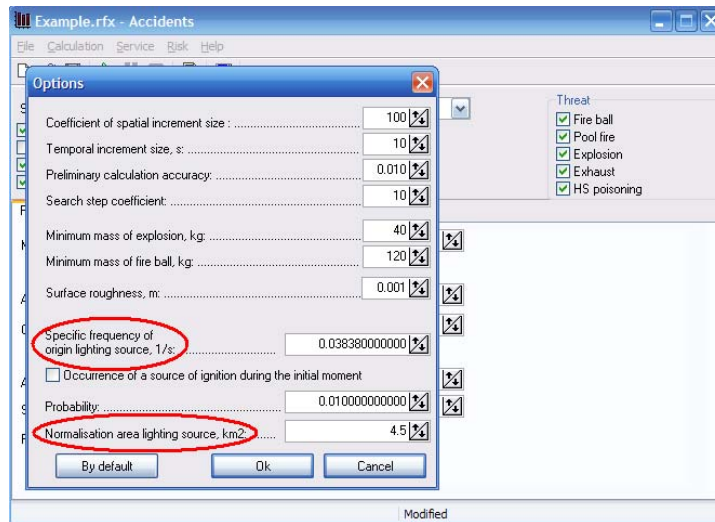 Example.rfx - Accidents
File Calculation Service Risk Help
Options
Threat
Fire ball
Pool fire
Explosion
Exhaust
HS poisoning
Coefficient of spatial increment size : 100
Temporal increment size, s: 10
Preliminary calculation accuracy: 0.010
Search step coefficient: 10
Minimum mass of explosion, kg: 40
Minimum mass of fire ball, kg: 120
Surface roughness, m: 0.001
Specific frequency of
origin lighting source, 1/s: 0.038380000000
Occurrence of a source of ignition during the initial moment
Probability: 0.010000000000
Normalisation area lighting source, km2: 4.5
By default Ok Cancel
Modified